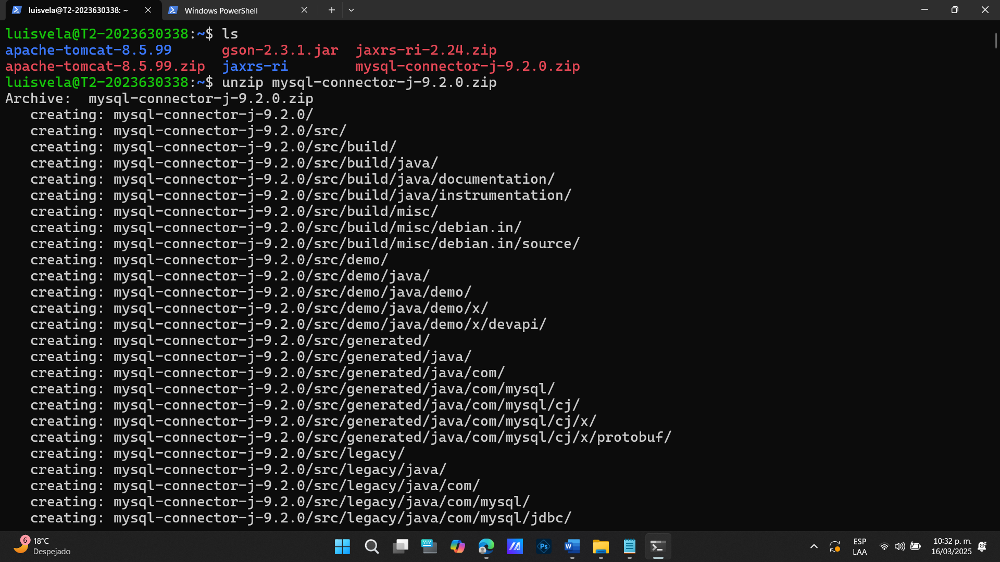 luisvela@T2-2023630338: ~
Windows PowerShell
luisvela@T2-2023630338:~$ ls
apache-tomcat-8.5.99      gson-2.3.1.jar  jaxrs-ri-2.24.zip
apache-tomcat-8.5.99.zip  jaxrs-ri        mysql-connector-j-9.2.0.zip
luisvela@T2-2023630338:~$ unzip mysql-connector-j-9.2.0.zip
Archive:  mysql-connector-j-9.2.0.zip
   creating: mysql-connector-j-9.2.0/
   creating: mysql-connector-j-9.2.0/src/
   creating: mysql-connector-j-9.2.0/src/build/
   creating: mysql-connector-j-9.2.0/src/build/java/
   creating: mysql-connector-j-9.2.0/src/build/java/documentation/
   creating: mysql-connector-j-9.2.0/src/build/java/instrumentation/
   creating: mysql-connector-j-9.2.0/src/build/misc/
   creating: mysql-connector-j-9.2.0/src/build/misc/debian.in/
   creating: mysql-connector-j-9.2.0/src/build/misc/debian.in/source/
   creating: mysql-connector-j-9.2.0/src/demo/
   creating: mysql-connector-j-9.2.0/src/demo/java/
   creating: mysql-connector-j-9.2.0/src/demo/java/demo/
   creating: mysql-connector-j-9.2.0/src/demo/java/demo/x/
   creating: mysql-connector-j-9.2.0/src/demo/java/demo/x/devapi/
   creating: mysql-connector-j-9.2.0/src/generated/
   creating: mysql-connector-j-9.2.0/src/generated/java/
   creating: mysql-connector-j-9.2.0/src/generated/java/com/
   creating: mysql-connector-j-9.2.0/src/generated/java/com/mysql/
   creating: mysql-connector-j-9.2.0/src/generated/java/com/mysql/cj/
   creating: mysql-connector-j-9.2.0/src/generated/java/com/mysql/cj/x/
   creating: mysql-connector-j-9.2.0/src/generated/java/com/mysql/cj/x/protobuf/
   creating: mysql-connector-j-9.2.0/src/legacy/
   creating: mysql-connector-j-9.2.0/src/legacy/java/
   creating: mysql-connector-j-9.2.0/src/legacy/java/com/
   creating: mysql-connector-j-9.2.0/src/legacy/java/com/mysql/
   creating: mysql-connector-j-9.2.0/src/legacy/java/com/mysql/jdbc/
6
18°C
Despejado
Ps
W
ESP
LAA
10:32 p. m.
16/03/2025